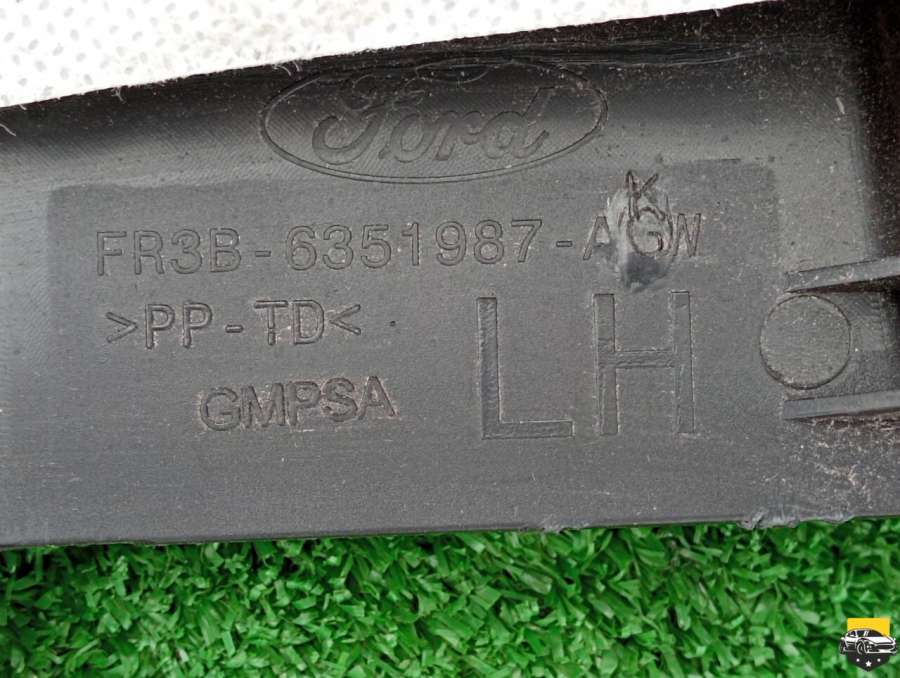 Ford
FR3B-6351987-AGW
K
>PP-TD<
LH
GMPSA